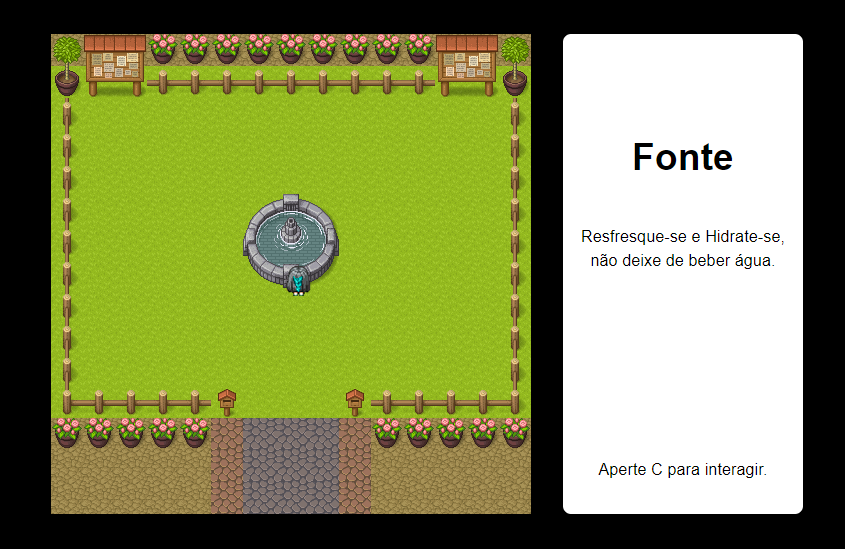 Fonte
Resfresque-se e Hidrate-se,
não deixe de beber água.
Aperte C para interagir.